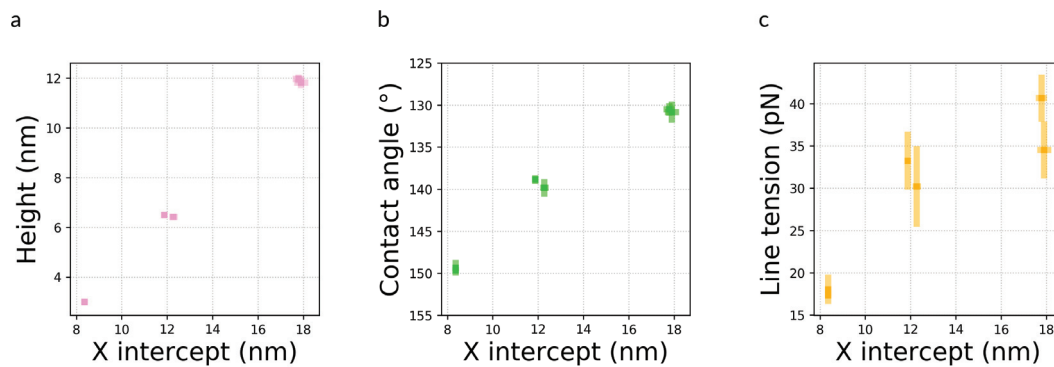 a
b
c
12
10
8
6
4
Height (nm)
8 10 12 14 16 18
X intercept (nm)
125
130
135
140
145
150
155
Contact angle (°)
8 10 12 14 16 18
X intercept (nm)
40
35
30
25
20
15
Line tension (pN)
8 10 12 14 16 18
X intercept (nm)